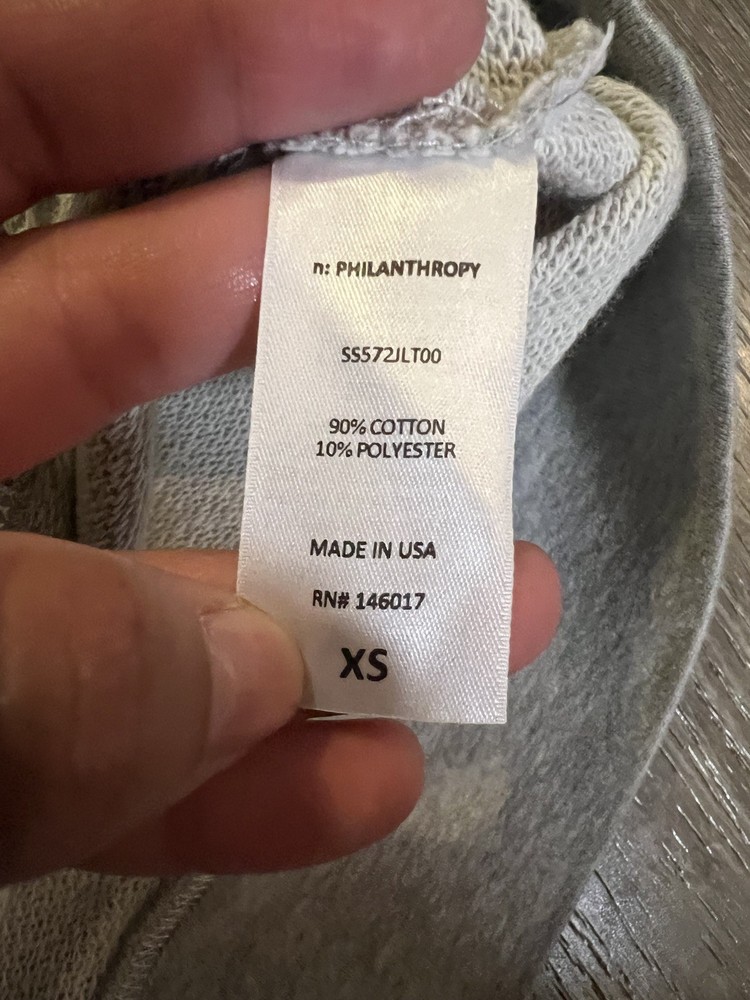 n: PHILANTHROPY
SS572JLT00
90% COTTON
10% POLYESTER
MADE IN USA
RN# 146017
XS